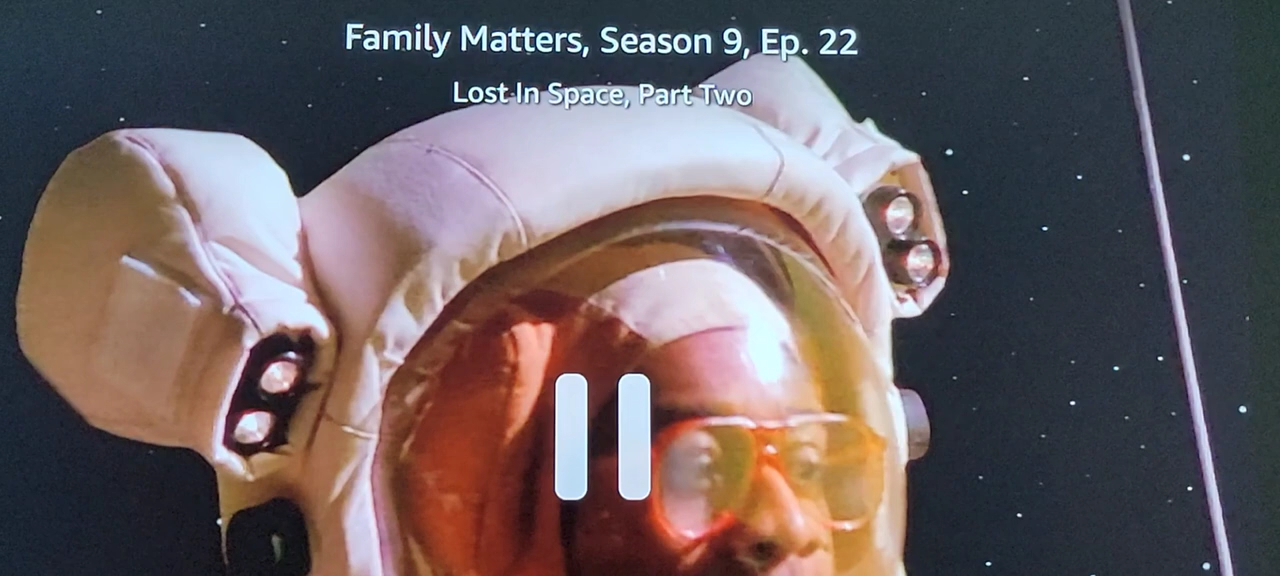 Family Matters, Season 9, Ep. 22
Lost In Space, Part Two